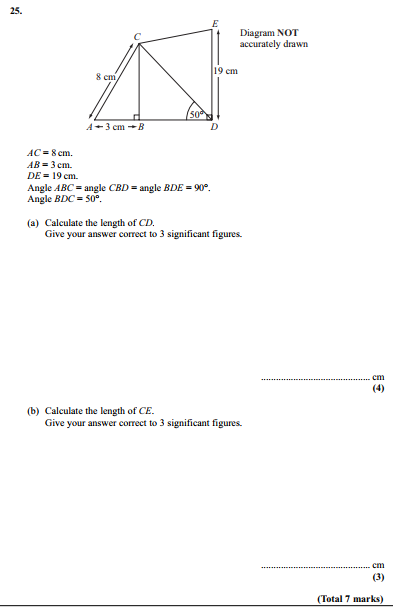 25.
E
C
Diagram NOT
accurately drawn
8 cm
19 cm
50°
A 3 cm B
D
AC = 8 cm.
AB = 3 cm.
DE = 19 cm.
Angle ABC = angle CBD = angle BDE = 90°.
Angle BDC = 50°.
(a) Calculate the length of CD.
Give your answer correct to 3 significant figures.
.......................................... cm
(4)
(b) Calculate the length of CE.
Give your answer correct to 3 significant figures.
.......................................... cm
(3)
(Total 7 marks)